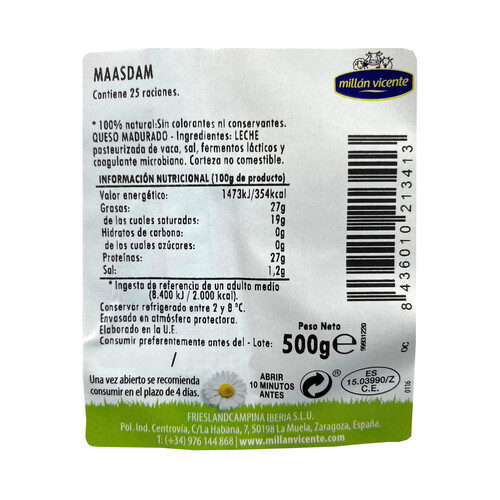 MAASDAM
Contiene 25 raciones.
millán vicente
* 100% natural:Sin colorantes ni conservantes.
QUESO MADURADO - Ingredientes: LECHE
pasteurizada de vaca, sal, fermentos lácticos y
coagulante microbiano. Corteza no comestible.
INFORMACIÓN NUTRICIONAL (100g de producto)
Valor energético: 1473kJ/354kcal
Grasas: 27g
de las cuales saturadas: 19g
Hidratos de carbono: 0g
de los cuales azúcares: 0g
Proteínas: 27g
Sal: 1,2g
* Ingesta de referencia de un adulto medio
(8.400 kJ / 2.000 kcal).
Conservar refrigerado entre 2 y 8 ºC.
Envasado en atmósfera protectora.
Elaborado en la U.E.
Consumir preferentemente antes del - Lote:
/
Peso Neto
500g e
8 436010 213413
QC
0116
Una vez abierto se recomienda
consumir en el plazo de 4 días.
ABRIR
10 MINUTOS
ANTES
ES
15.03990/Z
C.E.
FRIESLANDCAMPINA IBERIA S.L.U.
Pol. Ind. Centrovía, C/La Habana, 7, 50198 La Muela, Zaragoza, España.
T: (+34) 976 144 868 · www.millanvicente.com